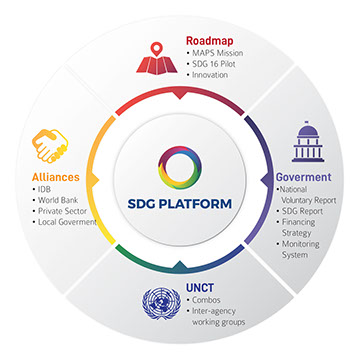 Roadmap
• MAPS Mission
• SDG 16 Pilot
• Innovation
Alliances
• IDB
• World Bank
• Private Sector
• Local Goverment
SDG PLATFORM
Goverment
•National
Voluntary Report
• SDG Report
• Financing
Strategy
• Monitoring
System
UNCT
• Combos
• Inter-agency
working groups